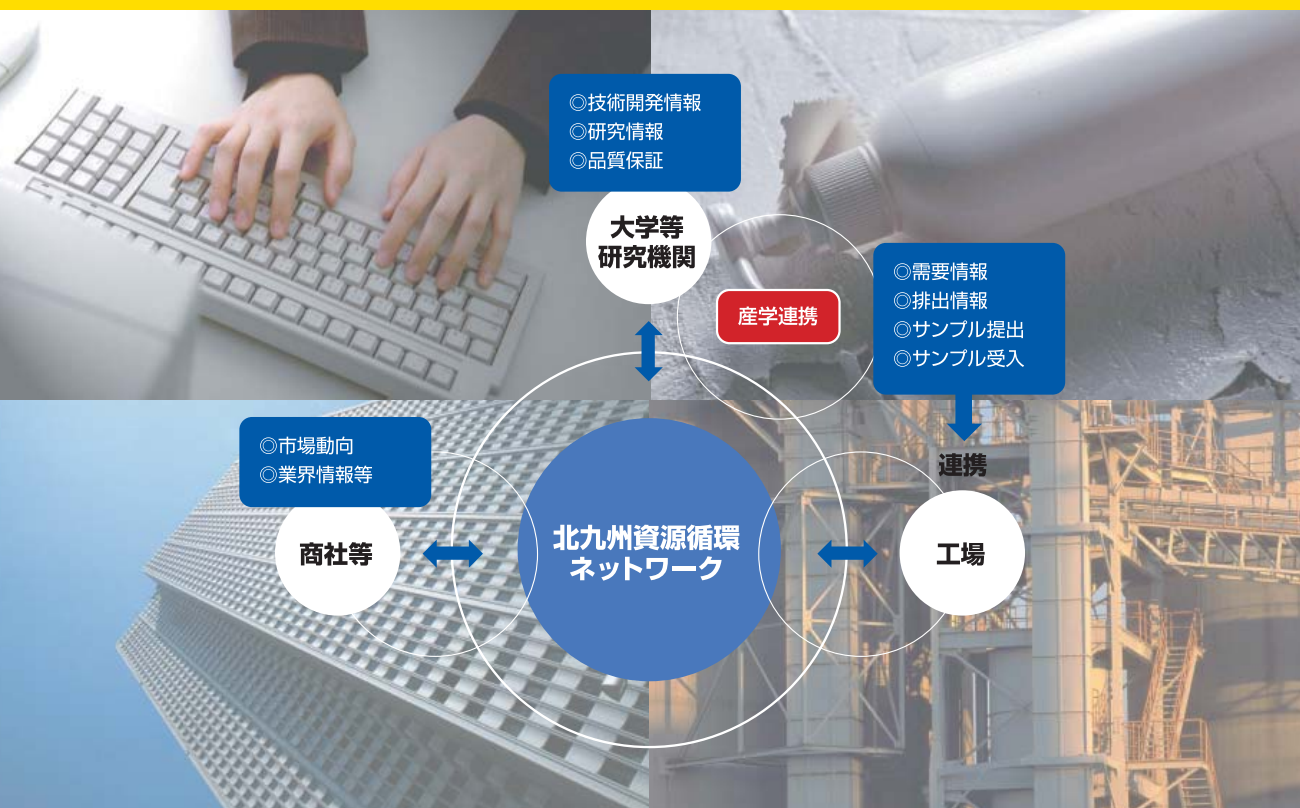 ◎技術開発情報
◎研究情報
◎品質保証
大学等
研究機関
産学連携
◎需要情報
◎排出情報
◎サンプル提出
◎サンプル受入
連携
◎市場動向
◎業界情報等
商社等
北九州資源循環
ネットワーク
工場